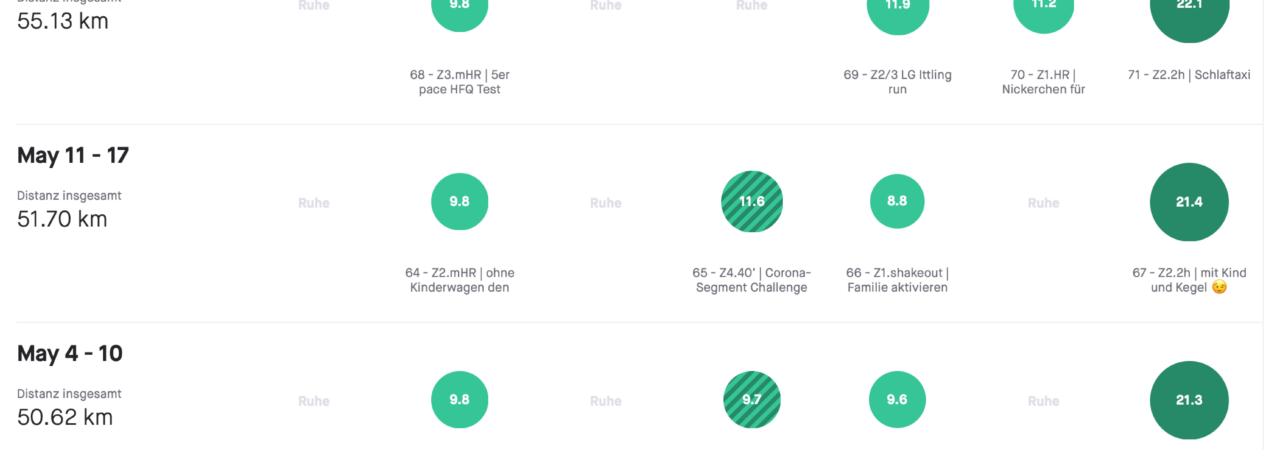 Distanz insgesamt
55.13 km
Ruhe
9.8
Ruhe
Ruhe
11.9
11.2
22.1
68 - Z3.mHR | 5er
pace HFQ Test
69 - Z2/3 LG Ittling
run
70 - Z1.HR |
Nickerchen für
71 - Z2.2h | Schlaftaxi
May 11 - 17
Distanz insgesamt
51.70 km
Ruhe
9.8
Ruhe
11.6
8.8
Ruhe
21.4
64 - Z2.mHR | ohne
Kinderwagen den
65 - Z4.40' | Corona-
Segment Challenge
66 - Z1.shakeout |
Familie aktivieren
67 - Z2.2h | mit Kind
und Kegel 😉
May 4 - 10
Distanz insgesamt
50.62 km
Ruhe
9.8
Ruhe
9.7
9.6
Ruhe
21.3